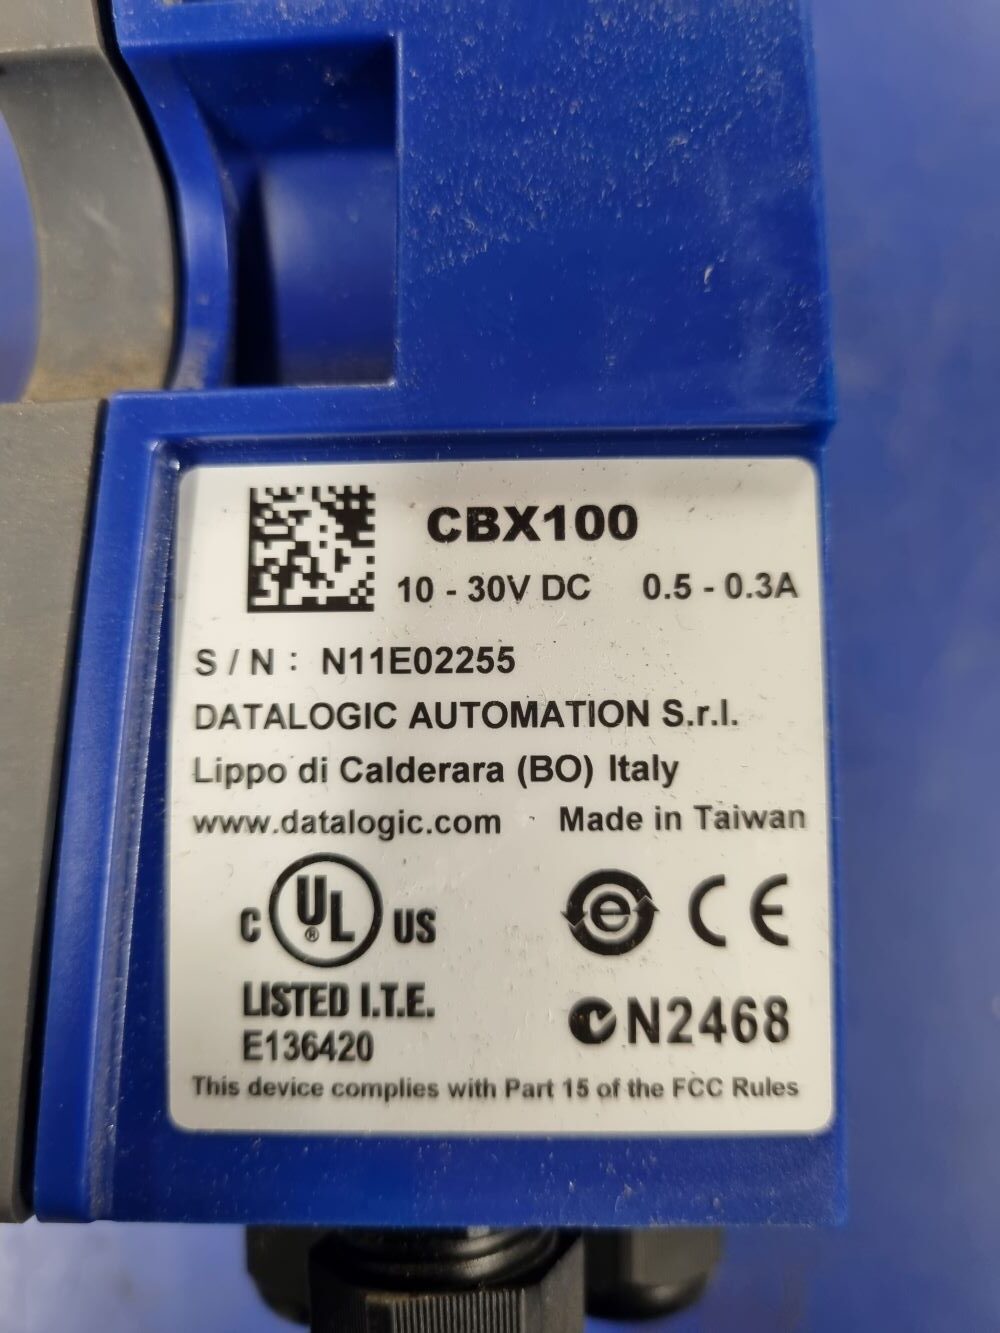 CBX100
10 - 30V DC 0.5 - 0.3A
S / N : N11E02255
DATALOGIC AUTOMATION S.r.l.
Lippo di Calderara (BO) Italy
www.datalogic.com Made in Taiwan
C UL ® US
e CE
LISTED I.T.E.
E136420
N2468
This device complies with Part 15 of the FCC Rules